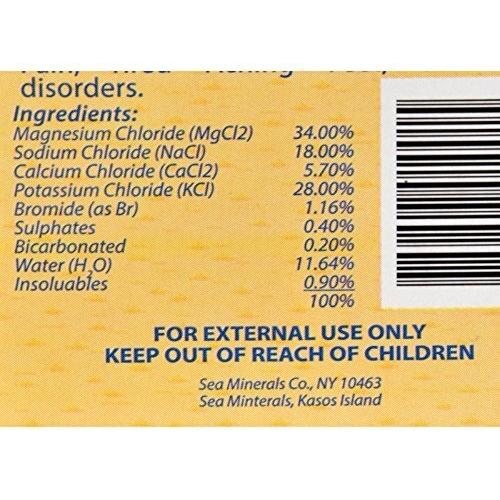 disorders.
Ingredients:
Magnesium Chloride (MgCl2) 34.00%
Sodium Chloride (NaCl) 18.00%
Calcium Chloride (CaCl2) 5.70%
Potassium Chloride (KCl) 28.00%
Bromide (as Br) 1.16%
Sulphates 0.40%
Bicarbonated 0.20%
Water (H2O) 11.64%
Insoluables 0.90%
100%
FOR EXTERNAL USE ONLY
KEEP OUT OF REACH OF CHILDREN
Sea Minerals Co., NY 10463
Sea Minterals, Kasos Island